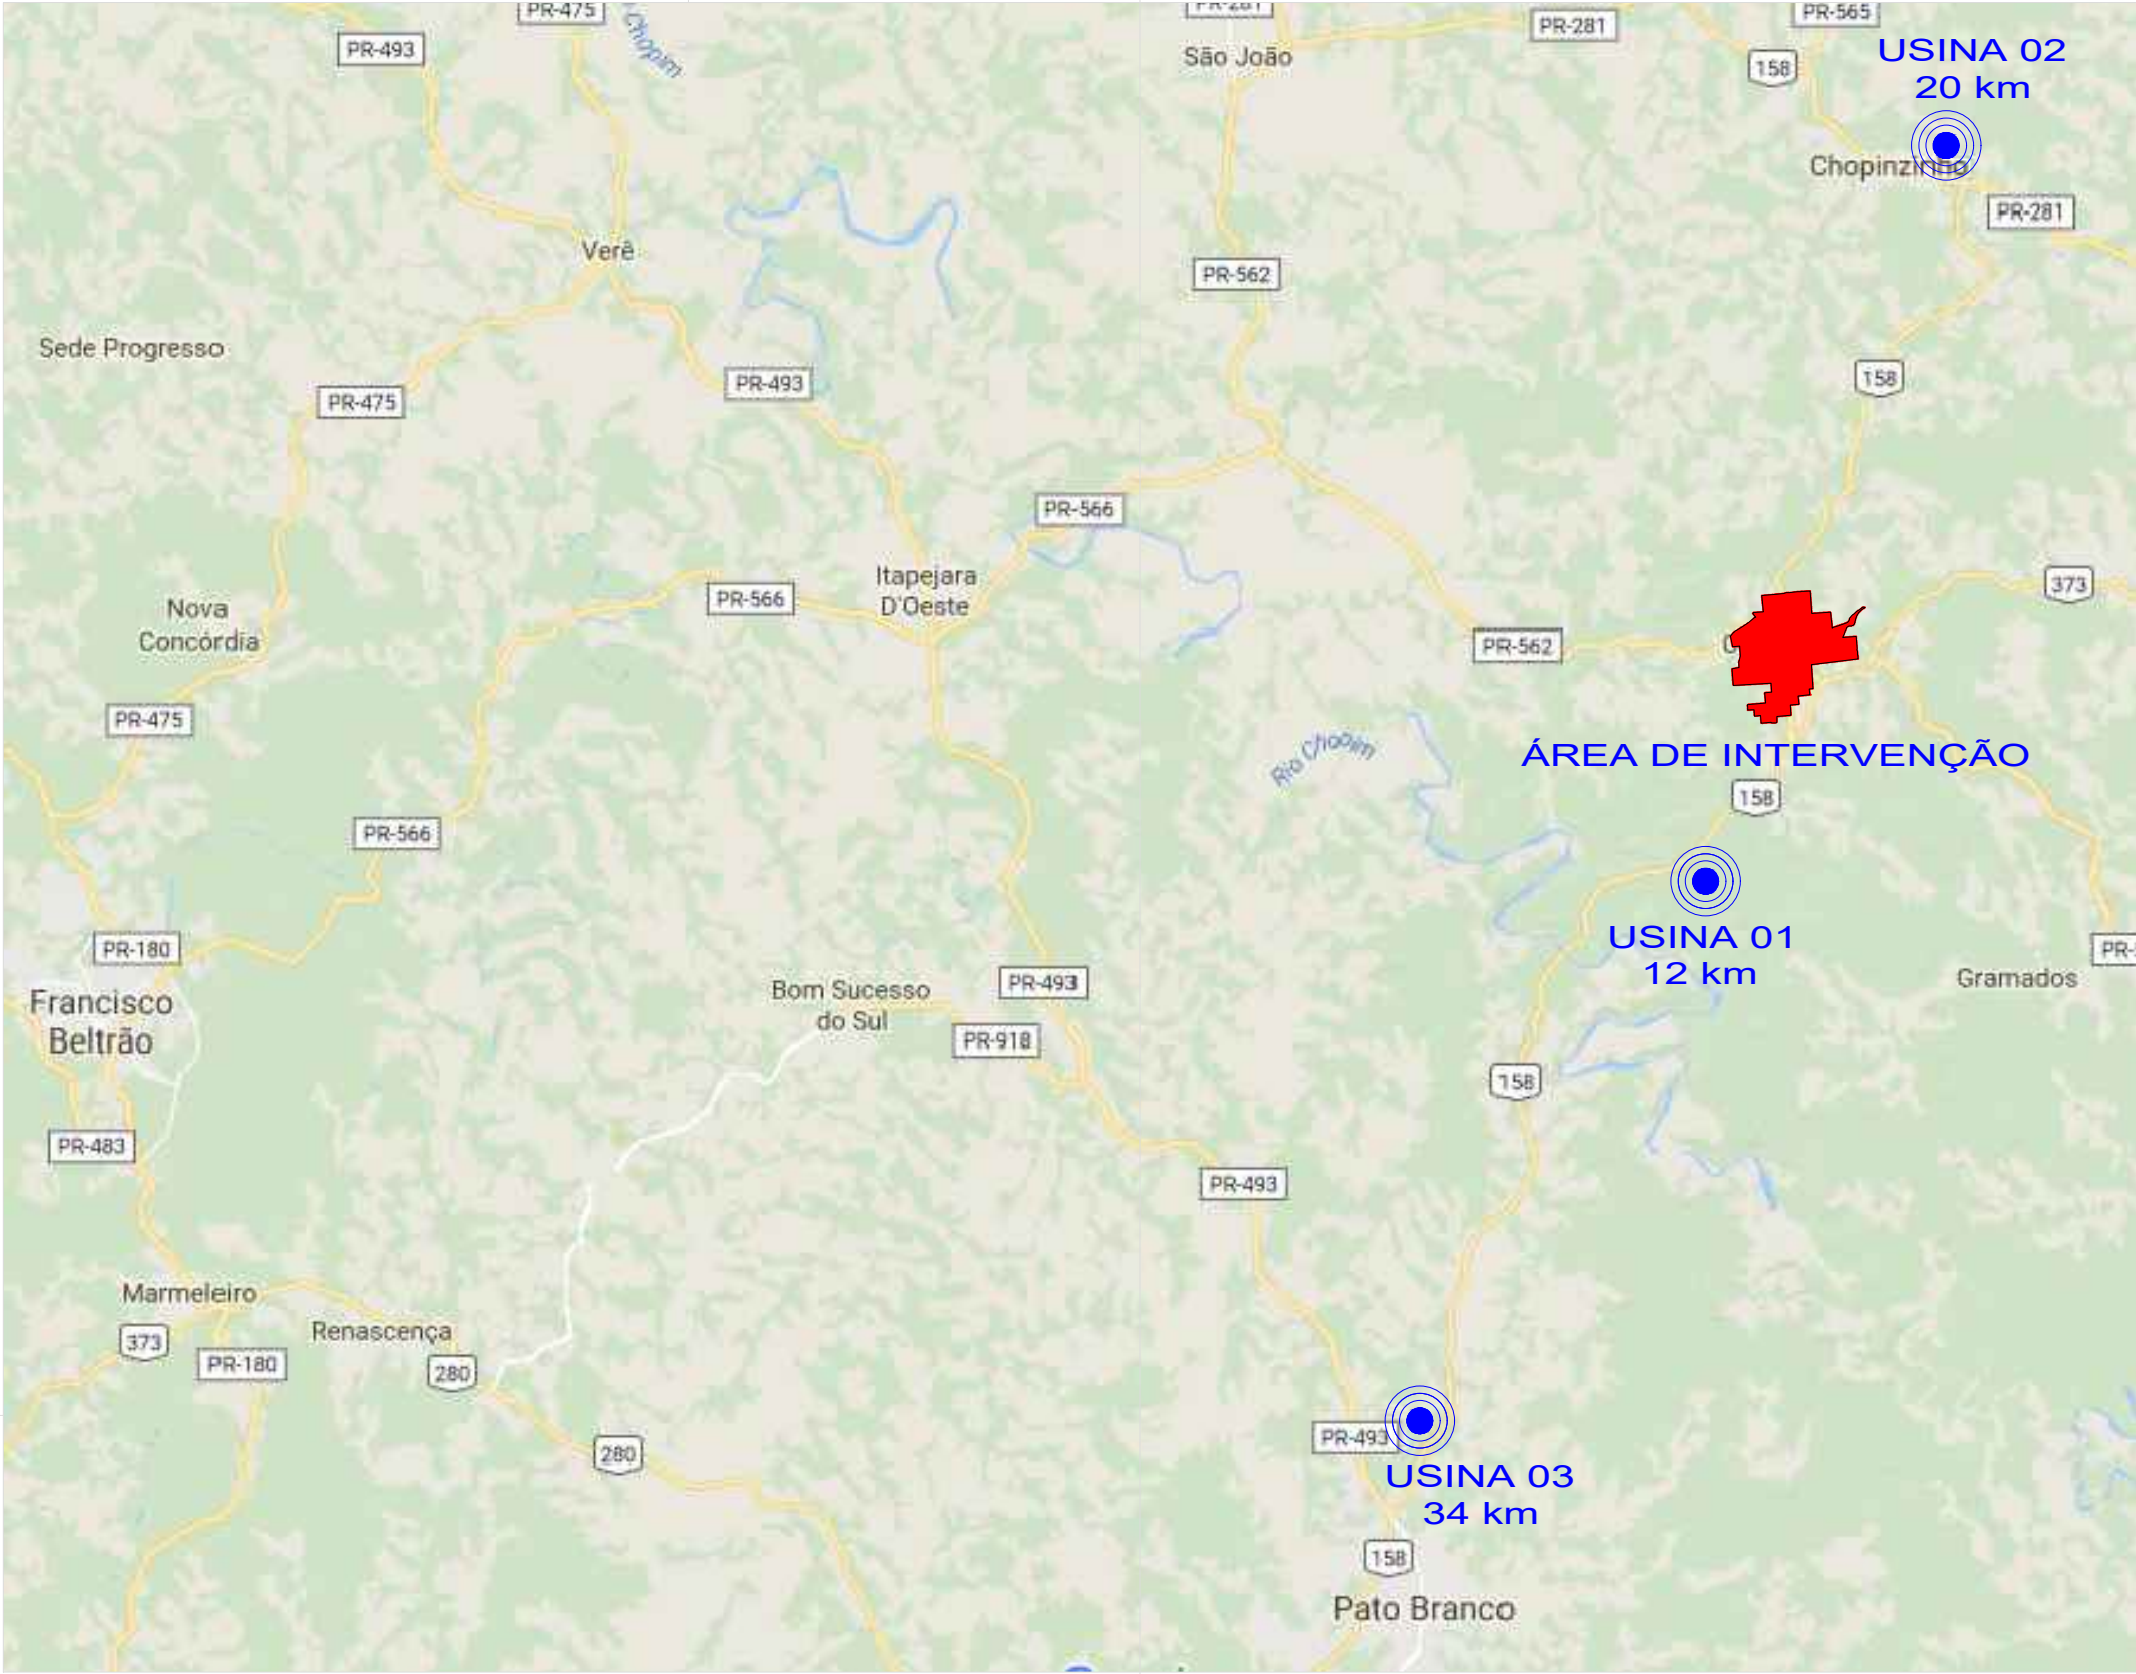 PR-475
PR-281
PR-281
PR-565
PR-493
Chopim
São João
158
USINA 02
20 km
Chopinzinho
PR-281
Verê
PR-562
Sede Progresso
PR-475
PR-493
158
PR-566
Itapejara
D'Oeste
PR-566
373
Nova
Concórdia
PR-562
PR-475
Rio Chopim
ÁREA DE INTERVENÇÃO
158
PR-566
USINA 01
12 km
PR-180
Francisco
Beltrão
Bom Sucesso
do Sul
PR-493
PR-918
Gramados
158
PR-483
PR-493
Marmeleiro
373
PR-180
Renascença
280
280
PR-493
USINA 03
34 km
158
Pato Branco